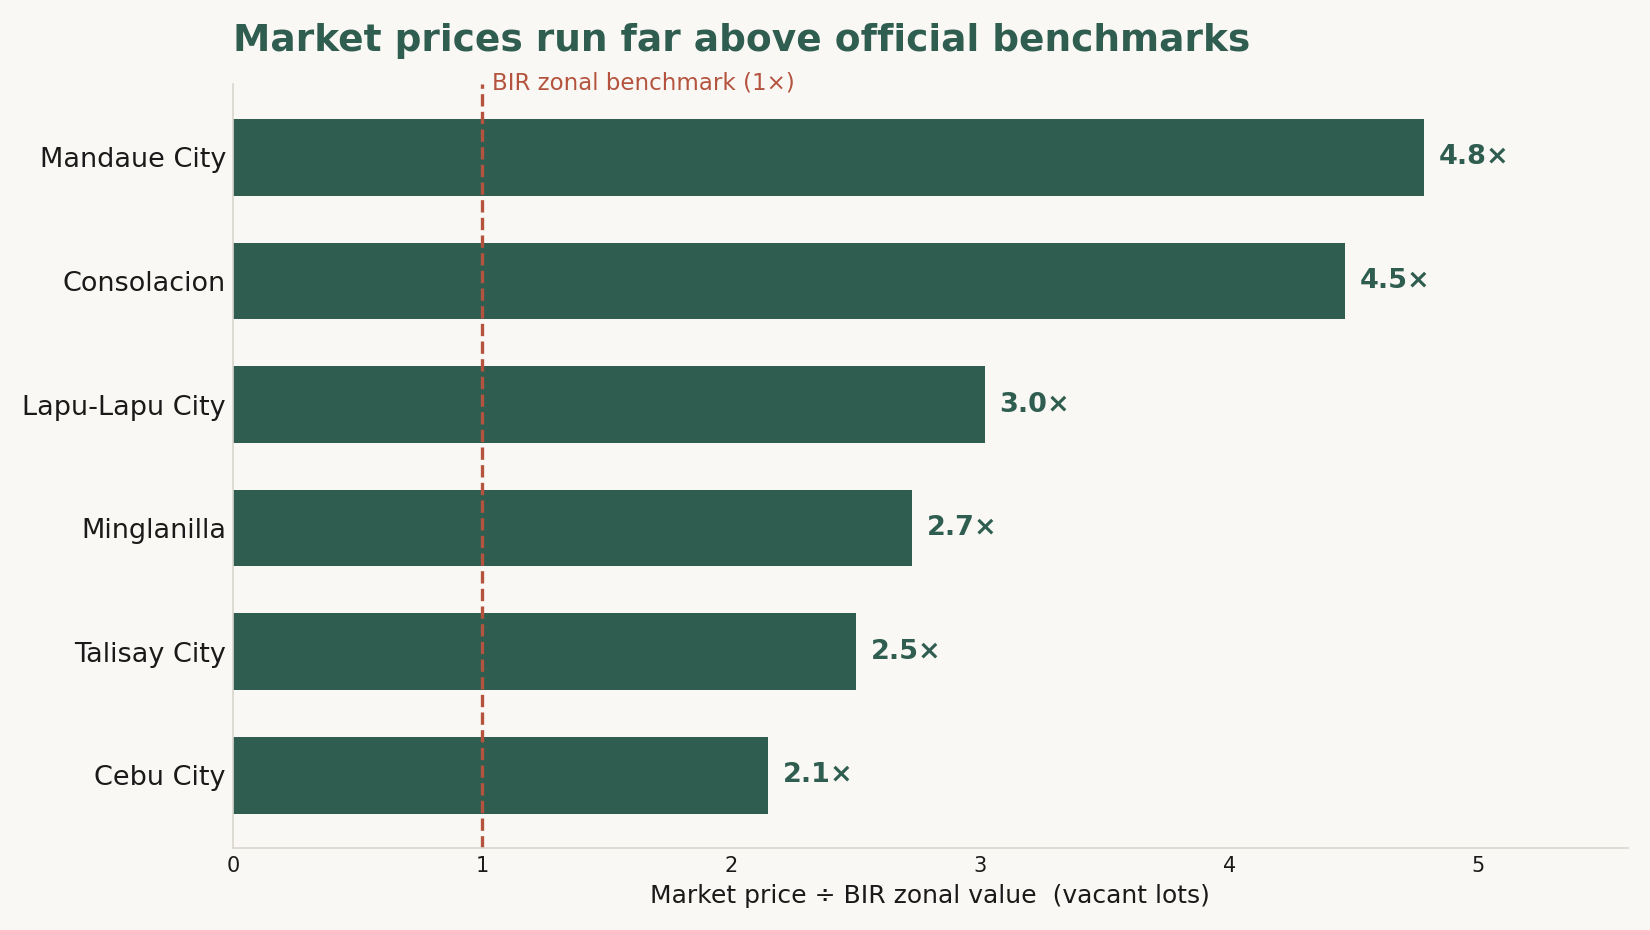 Market prices run far above official benchmarks
BIR zonal benchmark (1×)
Mandaue City 4.8×
Consolacion 4.5×
Lapu-Lapu City 3.0×
Minglanilla 2.7×
Talisay City 2.5×
Cebu City 2.1×
0 1 2 3 4 5
Market price ÷ BIR zonal value (vacant lots)